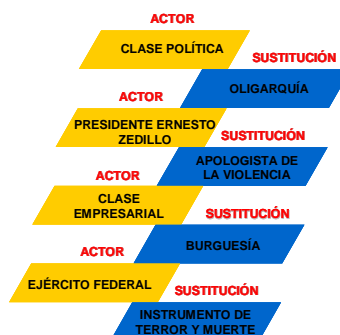 ACTOR
CLASE POLÍTICA
SUSTITUCIÓN
OLIGARQUÍA
ACTOR
PRESIDENTE ERNESTO
ZEDILLO
SUSTITUCIÓN
APOLOGISTA DE
LA VIOLENCIA
ACTOR
CLASE
EMPRESARIAL
SUSTITUCIÓN
BURGUESÍA
ACTOR
EJÉRCITO FEDERAL
SUSTITUCIÓN
INSTRUMENTO DE
TERROR Y MUERTE